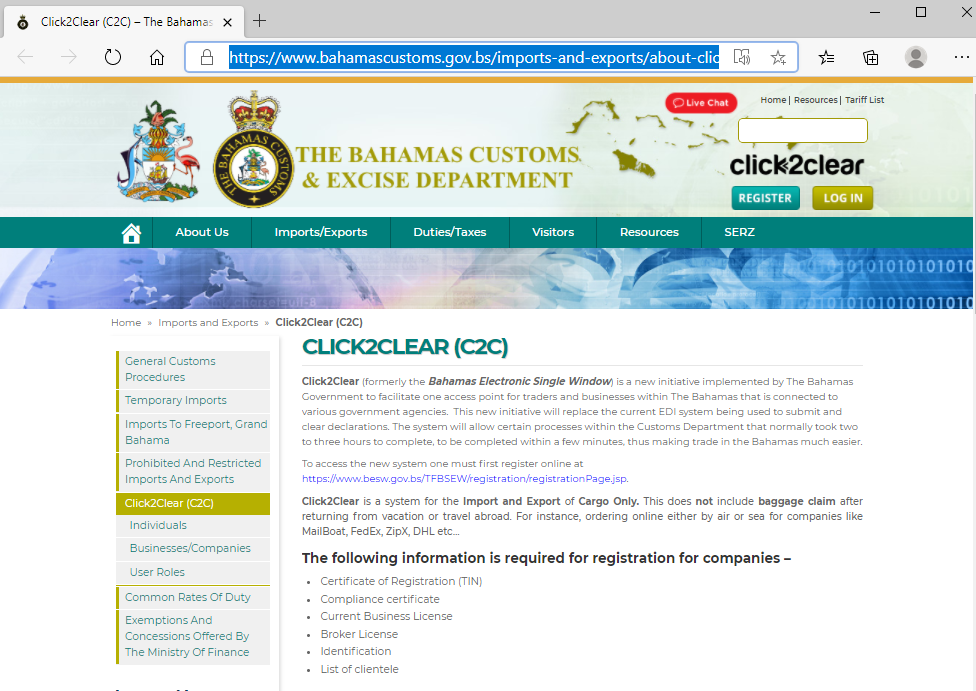 Click2Clear (C2C) – The Bahamas
https://www.bahamascustoms.gov.bs/imports-and-exports/about-clic
Live Chat
Home | Resources | Tariff List
THE BAHAMAS CUSTOMS
THE BAHAMAS CUSTOMS
& EXCISE DEPARTMENT
click2clear
REGISTER
LOG IN
About Us
Imports/Exports
Duties/Taxes
Visitors
Resources
SERZ
Home » Imports and Exports » Click2Clear (C2C)
General Customs
Procedures
Temporary Imports
Imports To Freeport, Grand
Bahama
Prohibited And Restricted
Imports And Exports
Click2Clear (C2C)
Individuals
Businesses/Companies
User Roles
Common Rates Of Duty
Exemptions And
Concessions Offered By
The Ministry Of Finance
CLICK2CLEAR (C2C)
Click2Clear (formerly the Bahamas Electronic Single Window) is a new initiative implemented by The Bahamas
Government to facilitate one access point for traders and businesses within The Bahamas that is connected to
various government agencies. This new initiative will replace the current EDI system being used to submit and
clear declarations. The system will allow certain processes within the Customs Department that normally took two
to three hours to complete, to be completed within a few minutes, thus making trade in the Bahamas much easier.
To access the new system one must first register online at
https://www.besw.gov.bs/TFBSEW/registration/registrationPage.jsp.
Click2Clear is a system for the Import and Export of Cargo Only. This does not include baggage claim after
returning from vacation or travel abroad. For instance, ordering online either by air or sea for companies like
MailBoat, FedEx, ZipX, DHL etc…
The following information is required for registration for companies –
• Certificate of Registration (TIN)
• Compliance certificate
• Current Business License
• Broker License
• Identification
• List of clientele